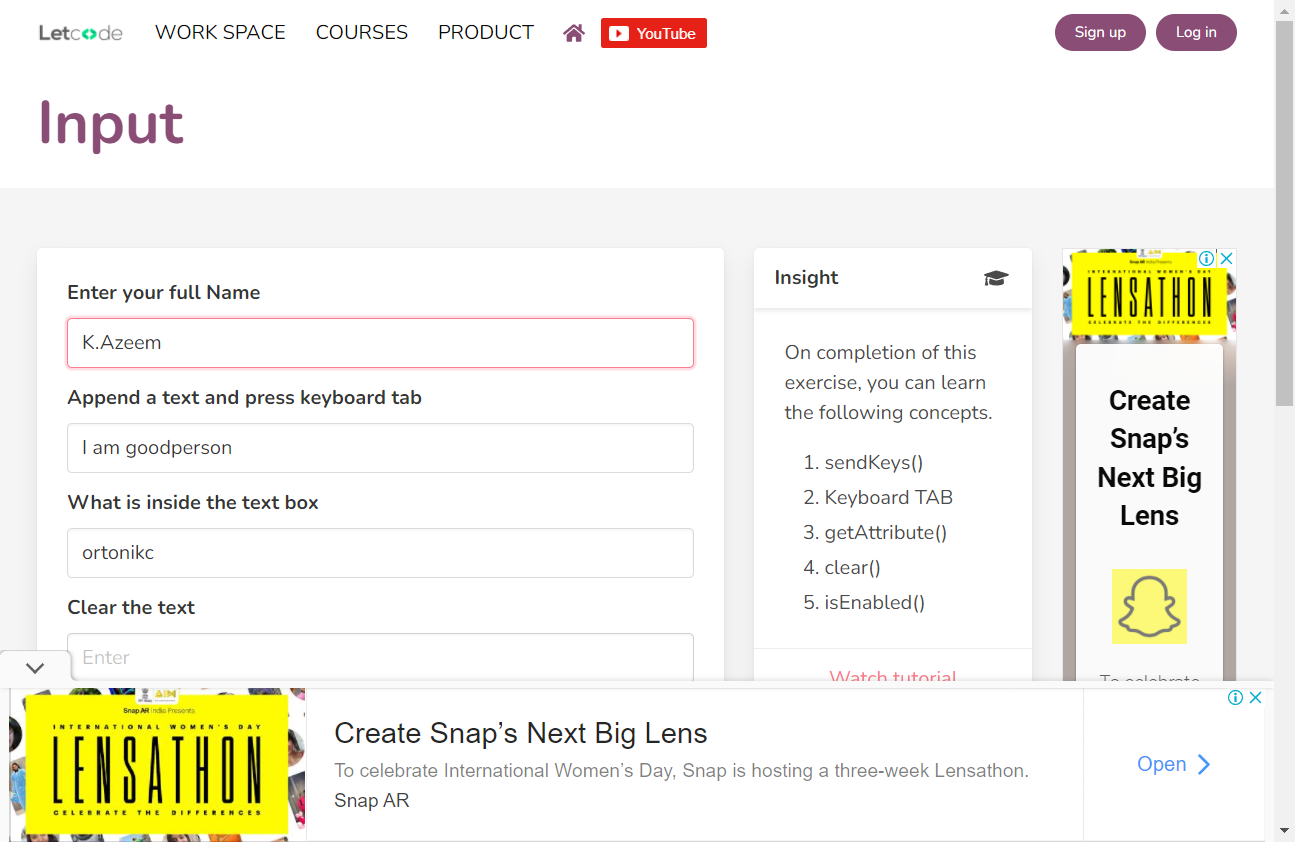 Letcode WORK SPACE COURSES PRODUCT YouTube Sign up Log in
Input
Enter your full Name
K.Azeem
Append a text and press keyboard tab
I am goodperson
What is inside the text box
ortonikc
Clear the text
Enter
Insight
On completion of this
exercise, you can learn
the following concepts.
1. sendKeys()
2. Keyboard TAB
3. getAttribute()
4. clear()
5. isEnabled()
Watch tutorial
Snap AR India Presents
INTERNATIONAL WOMEN'S DAY
LENSATHON
CELEBRATE THE DIFFERENCES
Create
Snap's
Next Big
Lens
To celebrate
AIM
Snap AR India Presents
INTERNATIONAL WOMEN'S DAY
LENSATHON
CELEBRATE THE DIFFERENCES
Create Snap's Next Big Lens
To celebrate International Women's Day, Snap is hosting a three-week Lensathon.
Snap AR
Open